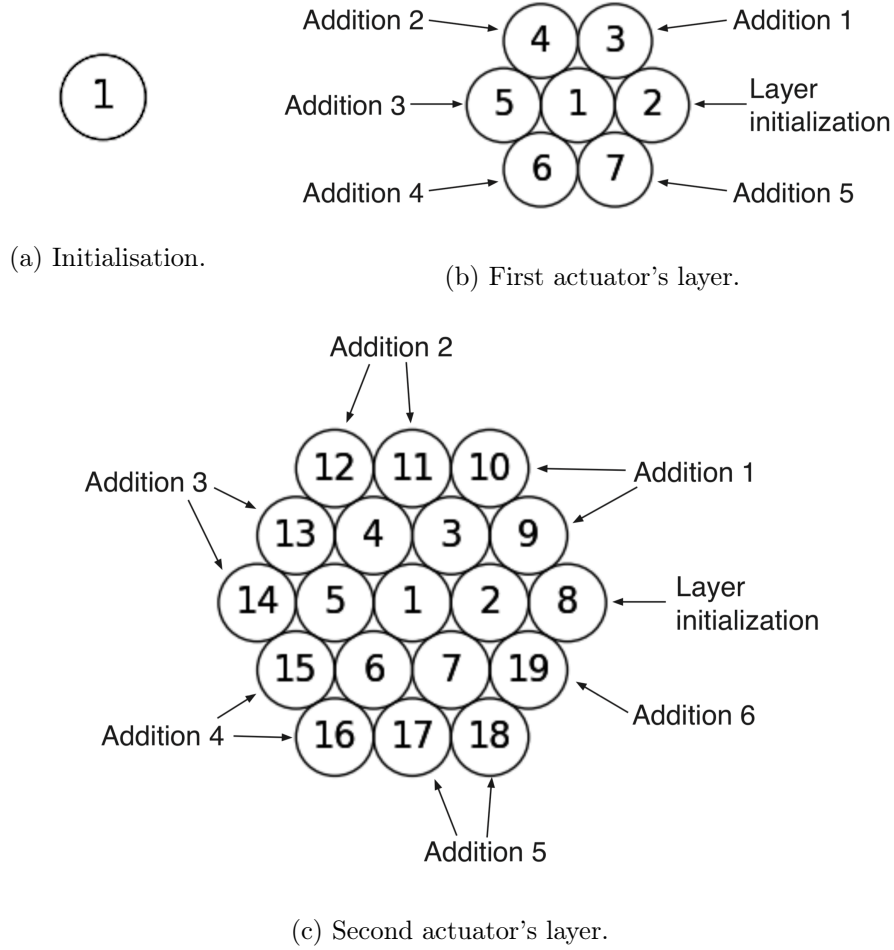 1
(a) Initialisation.
Addition 2
4
3
Addition 1
Addition 3
5
1
2
Layer
initialization
Addition 4
6
7
Addition 5
(b) First actuator's layer.
Addition 2
12
11
10
Addition 1
Addition 3
13
4
3
9
14
5
1
2
8
Layer
initialization
15
6
7
19
Addition 6
Addition 4
16
17
18
Addition 5
(c) Second actuator's layer.